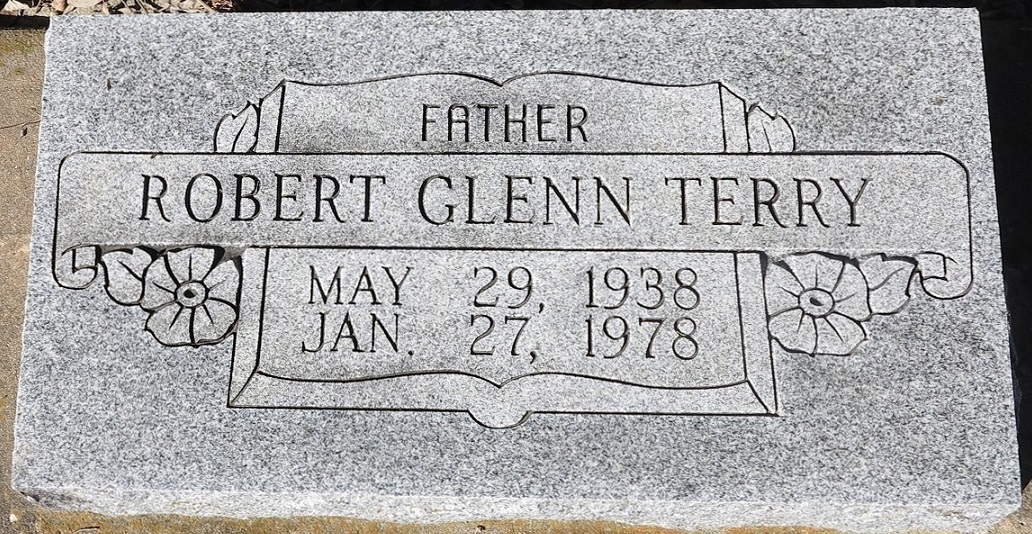 FATHER
ROBERT GLENN TERRY
MAY 29, 1938
JAN. 27, 1978